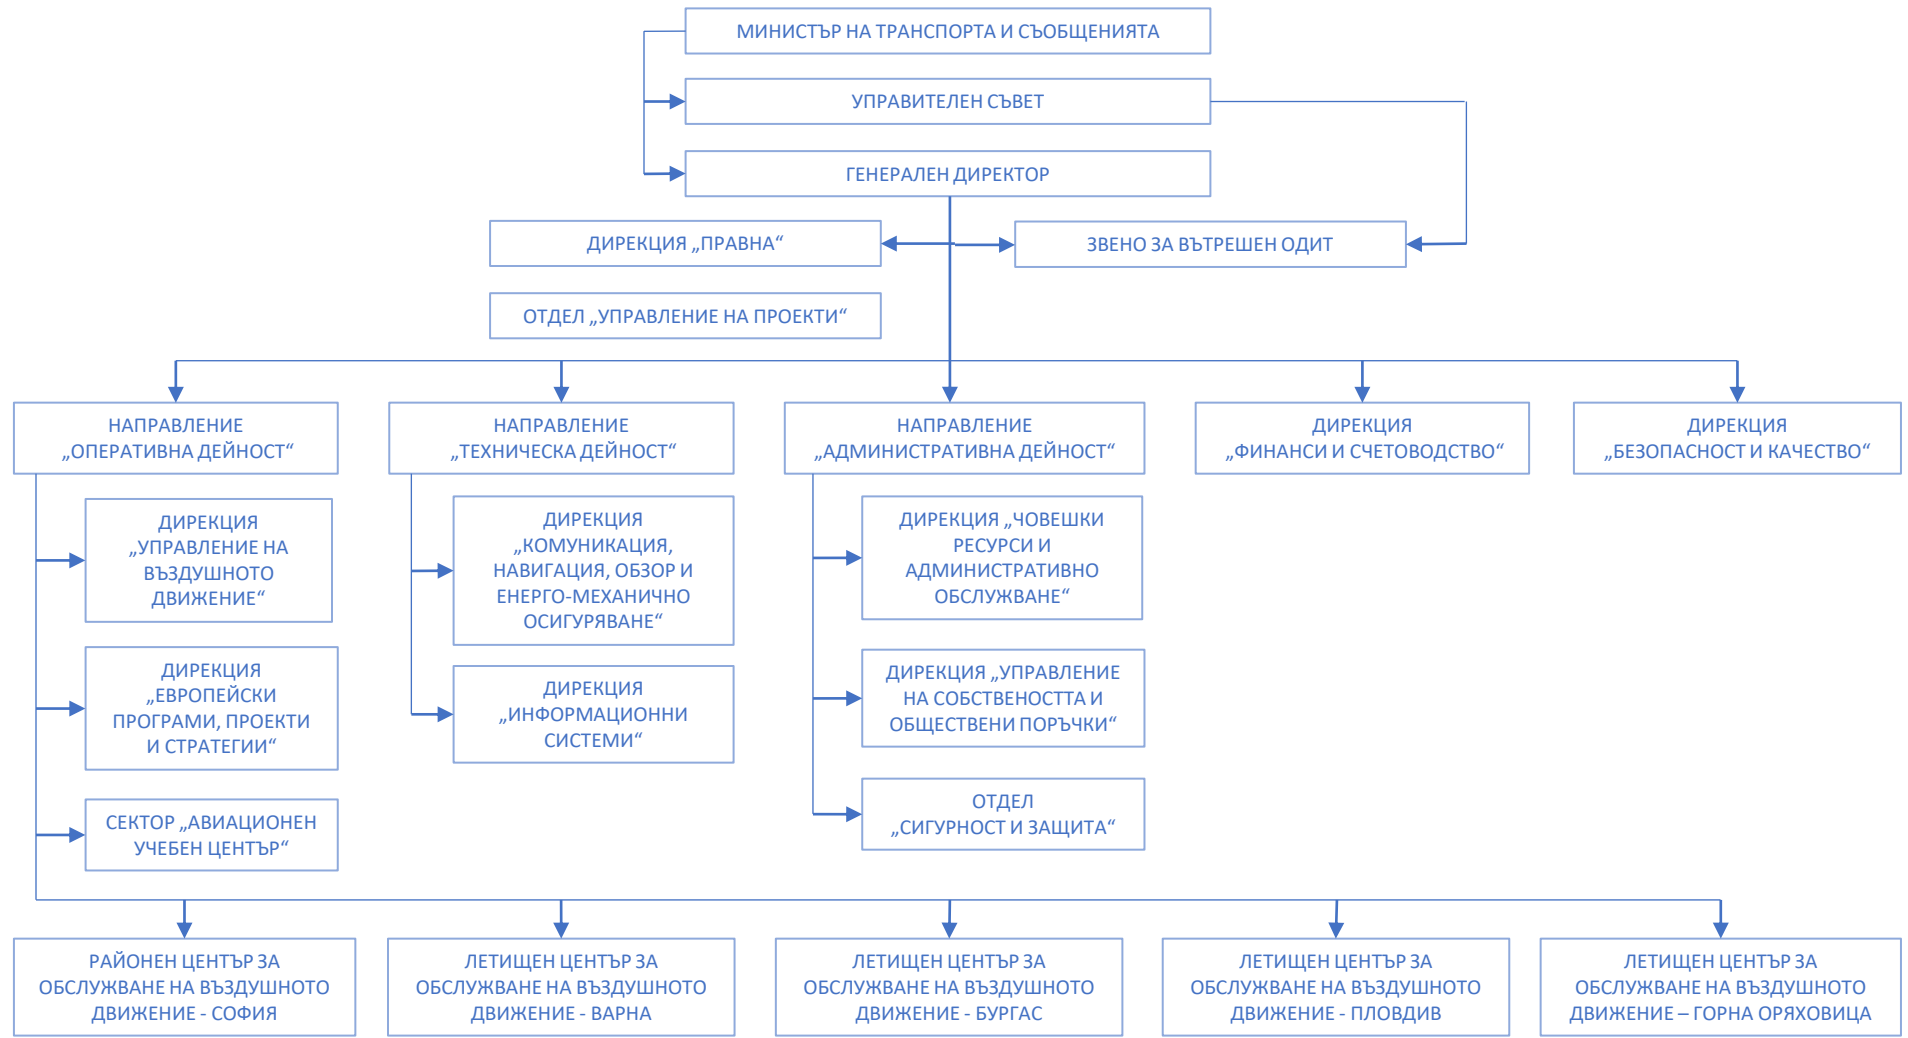 МИНИСТЪР НА ТРАНСПОРТА И СЪОБЩЕНИЯТА
УПРАВИТЕЛЕН СЪВЕТ
ГЕНЕРАЛЕН ДИРЕКТОР
ДИРЕКЦИЯ „ПРАВНА“
ЗВЕНО ЗА ВЪТРЕШЕН ОДИТ
ОТДЕЛ „УПРАВЛЕНИЕ НА ПРОЕКТИ“
НАПРАВЛЕНИЕ
„ОПЕРАТИВНА ДЕЙНОСТ“
НАПРАВЛЕНИЕ
„ТЕХНИЧЕСКА ДЕЙНОСТ“
НАПРАВЛЕНИЕ
„АДМИНИСТРАТИВНА ДЕЙНОСТ“
ДИРЕКЦИЯ
„ФИНАНСИ И СЧЕТОВОДСТВО“
ДИРЕКЦИЯ
„БЕЗОПАСНОСТ И КАЧЕСТВО“
ДИРЕКЦИЯ
„УПРАВЛЕНИЕ НА
ВЪЗДУШНОТО
ДВИЖЕНИЕ“
ДИРЕКЦИЯ
„ЕВРОПЕЙСКИ
ПРОГРАМИ, ПРОЕКТИ
И СТРАТЕГИИ“
СЕКТОР „АВИАЦИОНЕН
УЧЕБЕН ЦЕНТЪР“
ДИРЕКЦИЯ
„КОМУНИКАЦИЯ,
НАВИГАЦИЯ, ОБЗОР И
ЕНЕРГО-МЕХАНИЧНО
ОСИГУРЯВАНЕ“
ДИРЕКЦИЯ
„ИНФОРМАЦИОННИ
СИСТЕМИ“
ДИРЕКЦИЯ „ЧОВЕШКИ
РЕСУРСИ И
АДМИНИСТРАТИВНО
ОБСЛУЖВАНЕ“
ДИРЕКЦИЯ „УПРАВЛЕНИЕ
НА СОБСТВЕНОСТТА И
ОБЩЕСТВЕНИ ПОРЪЧКИ“
ОТДЕЛ
„СИГУРНОСТ И ЗАЩИТА“
РАЙОНЕН ЦЕНТЪР ЗА
ОБСЛУЖВАНЕ НА ВЪЗДУШНОТО
ДВИЖЕНИЕ - СОФИЯ
ЛЕТИЩЕН ЦЕНТЪР ЗА
ОБСЛУЖВАНЕ НА ВЪЗДУШНОТО
ДВИЖЕНИЕ - ВАРНА
ЛЕТИЩЕН ЦЕНТЪР ЗА
ОБСЛУЖВАНЕ НА ВЪЗДУШНОТО
ДВИЖЕНИЕ - БУРГАС
ЛЕТИЩЕН ЦЕНТЪР ЗА
ОБСЛУЖВАНЕ НА ВЪЗДУШНОТО
ДВИЖЕНИЕ - ПЛОВДИВ
ЛЕТИЩЕН ЦЕНТЪР ЗА
ОБСЛУЖВАНЕ НА ВЪЗДУШНОТО
ДВИЖЕНИЕ – ГОРНА ОРЯХОВИЦА